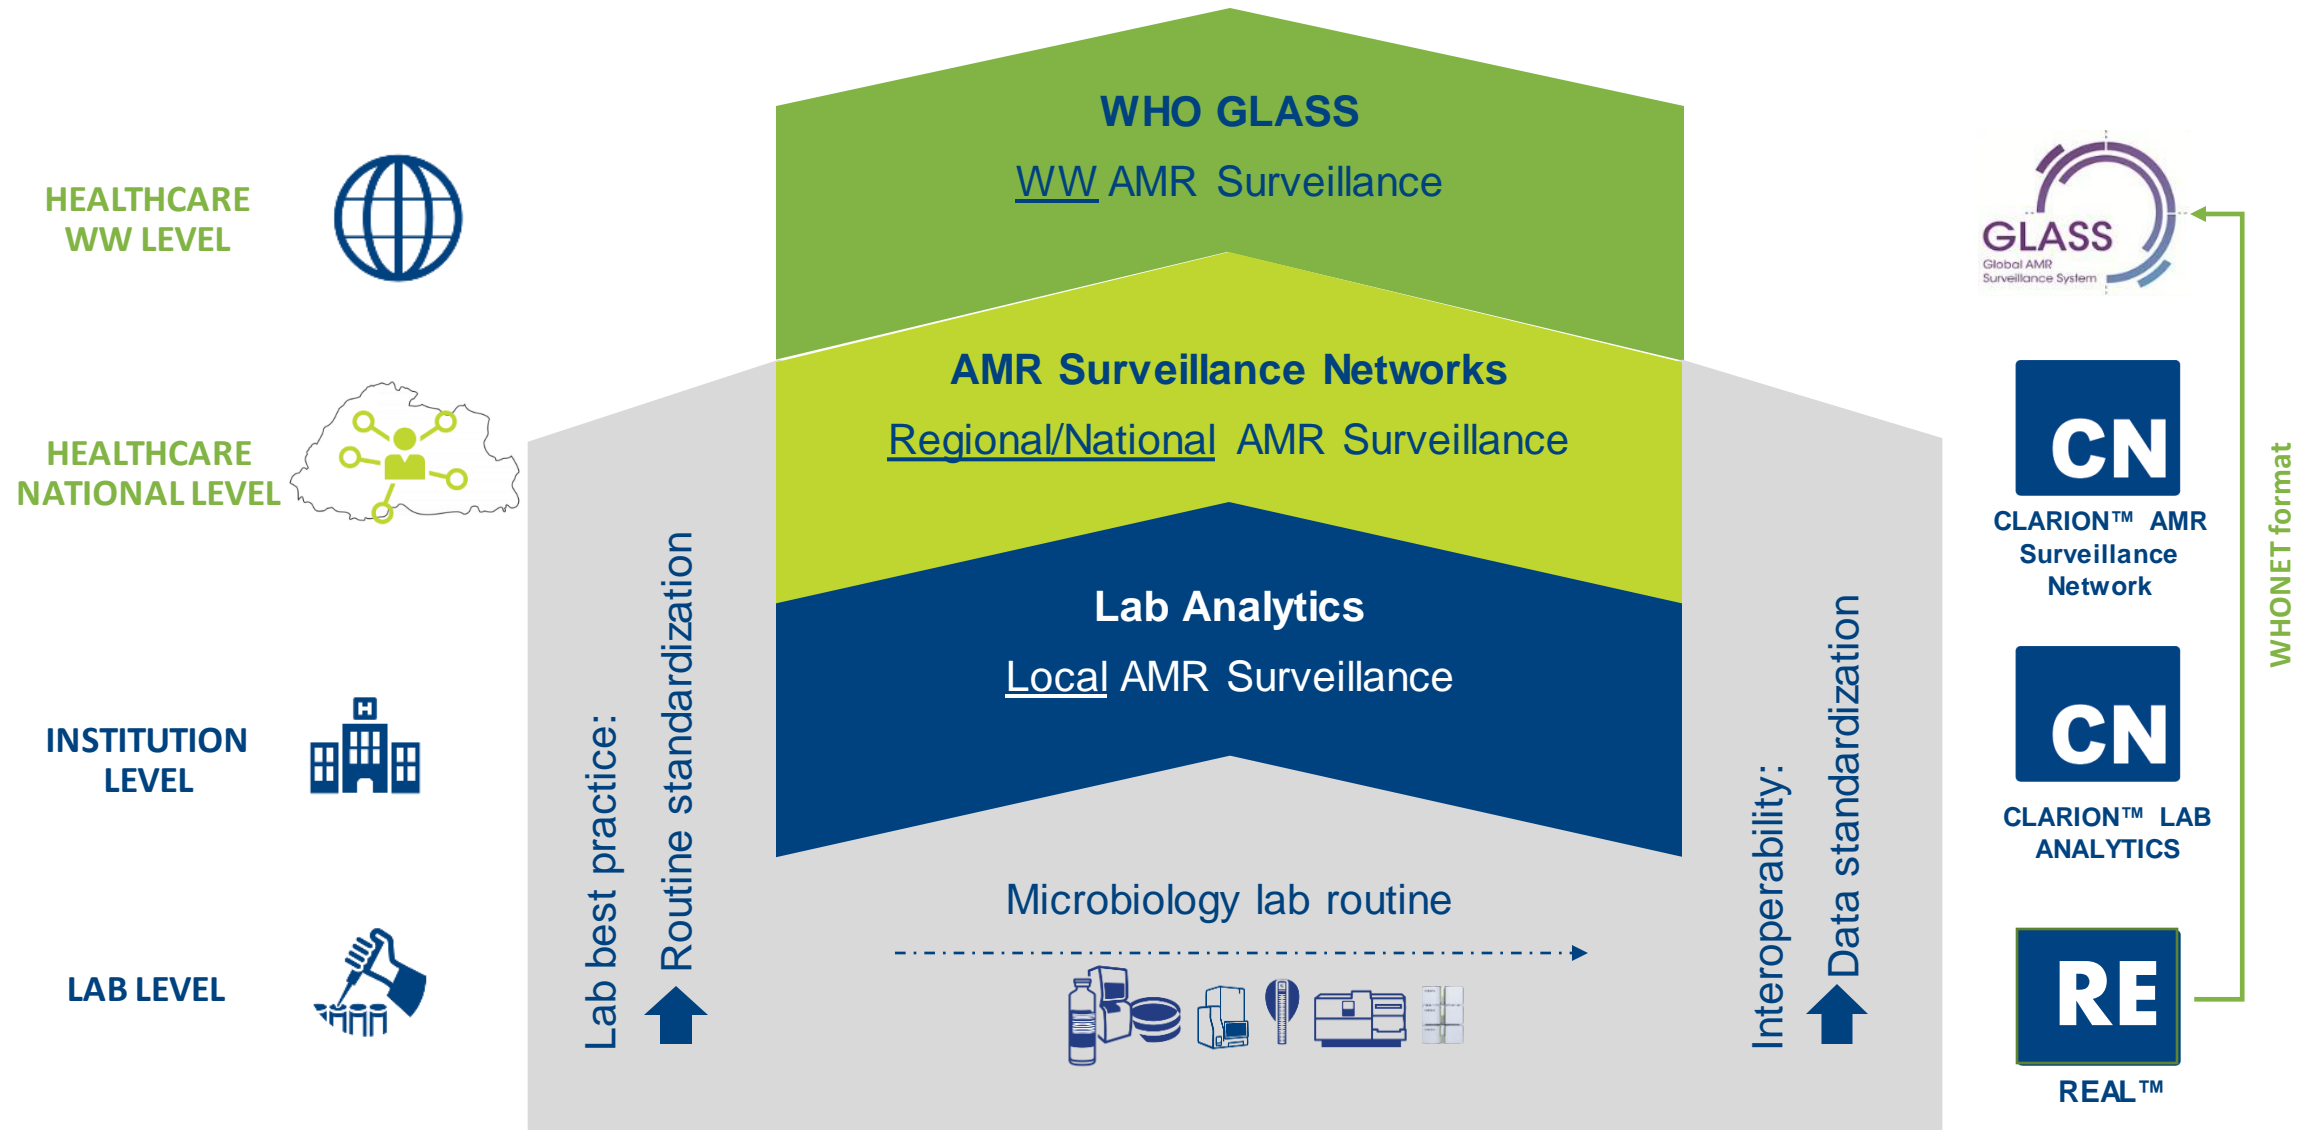 WHO GLASS
WW AMR Surveillance
HEALTHCARE
WW LEVEL
GLASS
Global AMR
Surveillance System
AMR Surveillance Networks
Regional/National AMR Surveillance
HEALTHCARE
NATIONAL LEVEL
CN
CLARION™ AMR
Surveillance
Network
WHONET format
Lab Analytics
Local AMR Surveillance
INSTITUTION
LEVEL
H
CN
CLARION™ LAB
ANALYTICS
Lab best practice:
Routine standardization
Interoperability:
Data standardization
Microbiology lab routine
LAB LEVEL
RE
REAL™